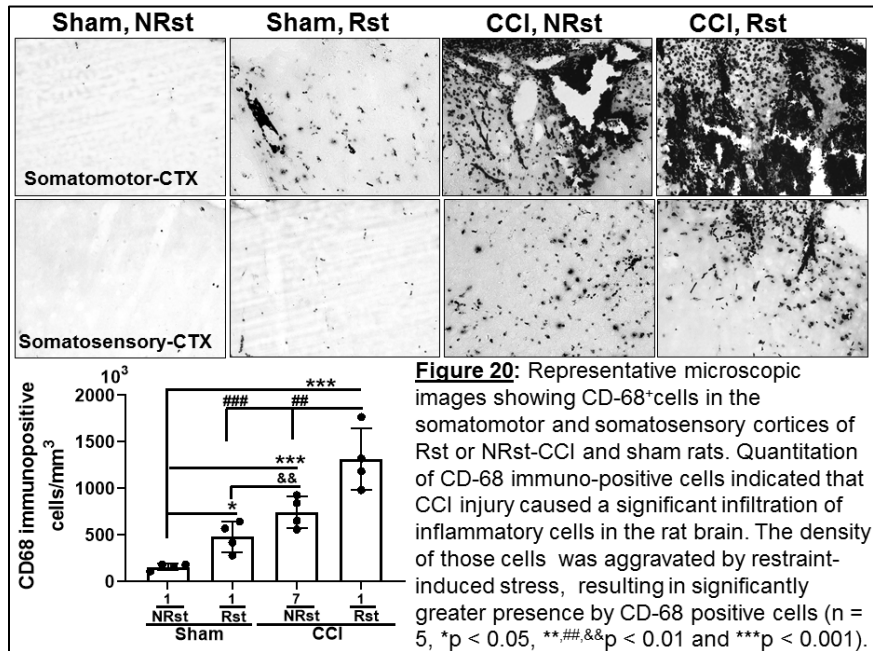 Sham, NRst Sham, Rst CCI, NRst CCI, Rst
Somatomotor-CTX
Somatosensory-CTX
10³
CD68 immunopositive
cells/mm³
2000
1500
1000
500
0
***
### ##
***
&&
*
1 1 7 1
NRst Rst NRst Rst
Sham CCI
Figure 20: Representative microscopic
images showing CD-68⁺cells in the
somatomotor and somatosensory cortices of
Rst or NRst-CCI and sham rats. Quantitation
of CD-68 immuno-positive cells indicated that
CCI injury caused a significant infiltration of
inflammatory cells in the rat brain. The density
of those cells was aggravated by restraint-
induced stress, resulting in significantly
greater presence by CD-68 positive cells (n =
5, *p < 0.05, **,##,&&p < 0.01 and ***p < 0.001).